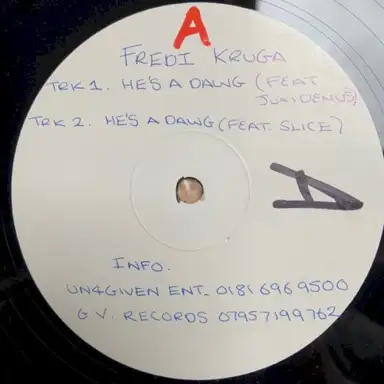 A
FREDI KRUGA
TRK 1. HE'S A DAWG (FEAT
JUXIDENUS)
TRK 2. HE'S A DAWG (FEAT. SLICE)
A
INFO.
UN4GIVEN ENT. 0181 696 9500
G.V. RECORDS 07957199762